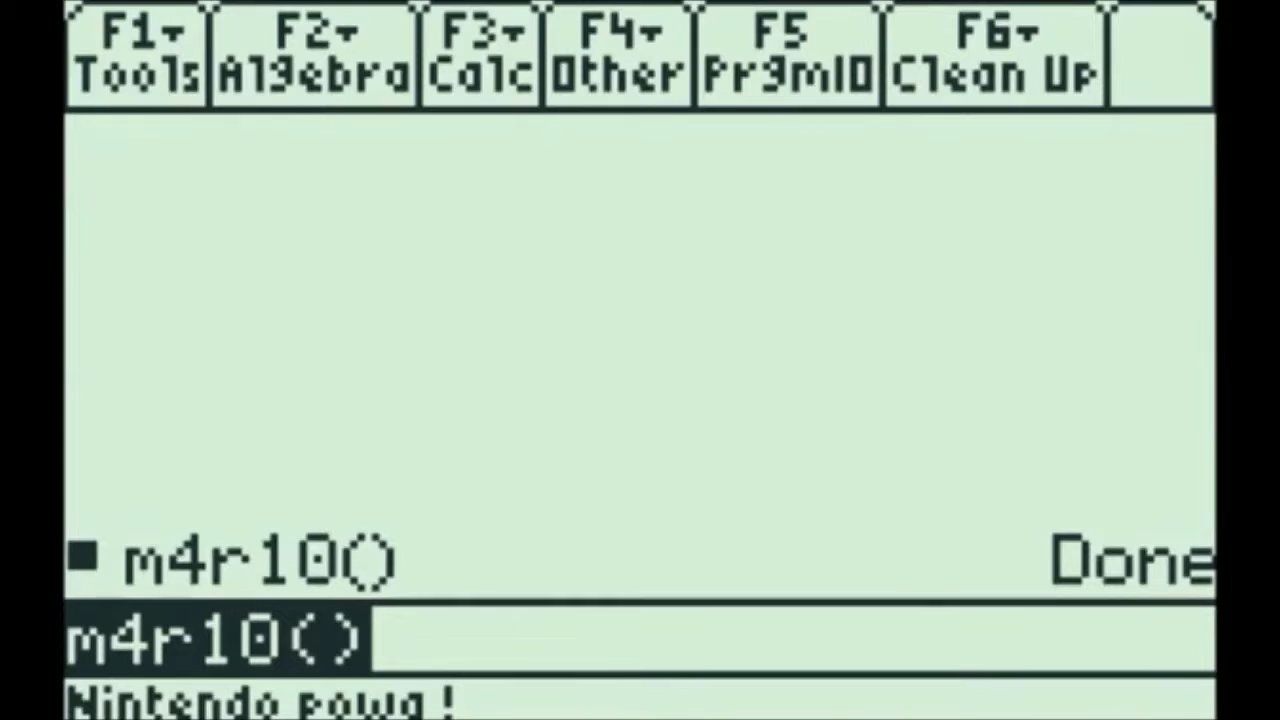 F1 F2 F3 F4 F5 F6
Tools Algebra Calc Other PrgmIO Clean Up
■ m4r10() Done
m4r10()
Nintendo powa !